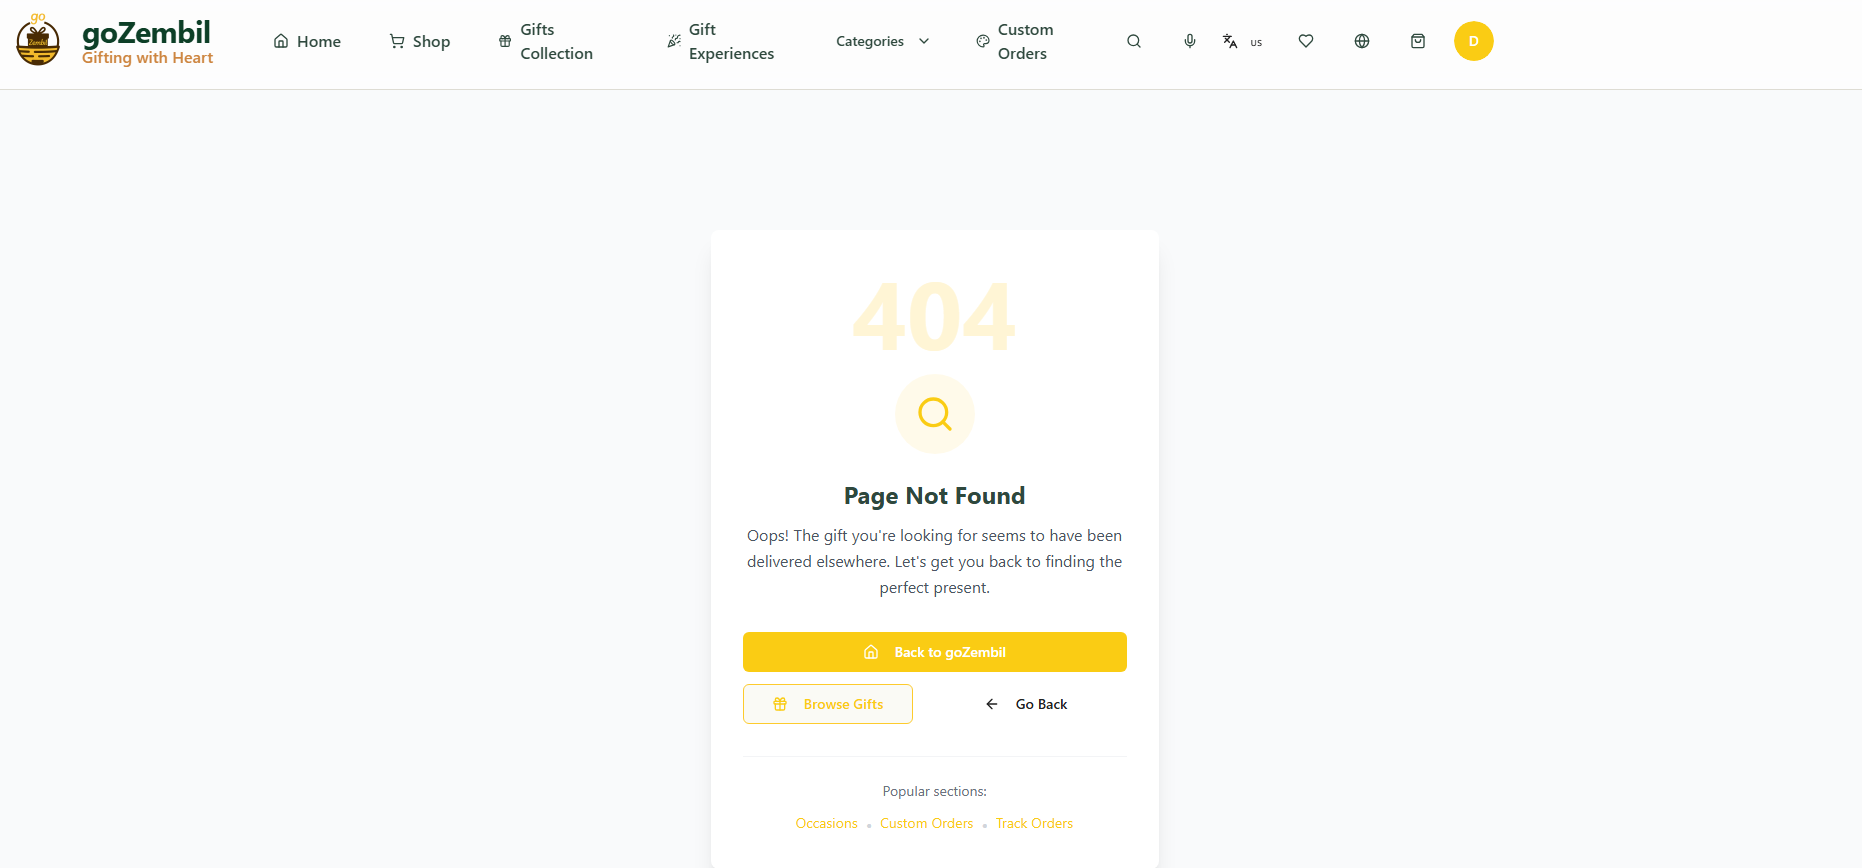 go
Zembil
goZembil
Gifting with Heart
Home
Shop
Gifts
Collection
Gift
Experiences
Categories
Custom
Orders
us
D
404
Page Not Found
Oops! The gift you're looking for seems to have been
delivered elsewhere. Let's get you back to finding the
perfect present.
Back to goZembil
Browse Gifts
Go Back
Popular sections:
Occasions • Custom Orders • Track Orders